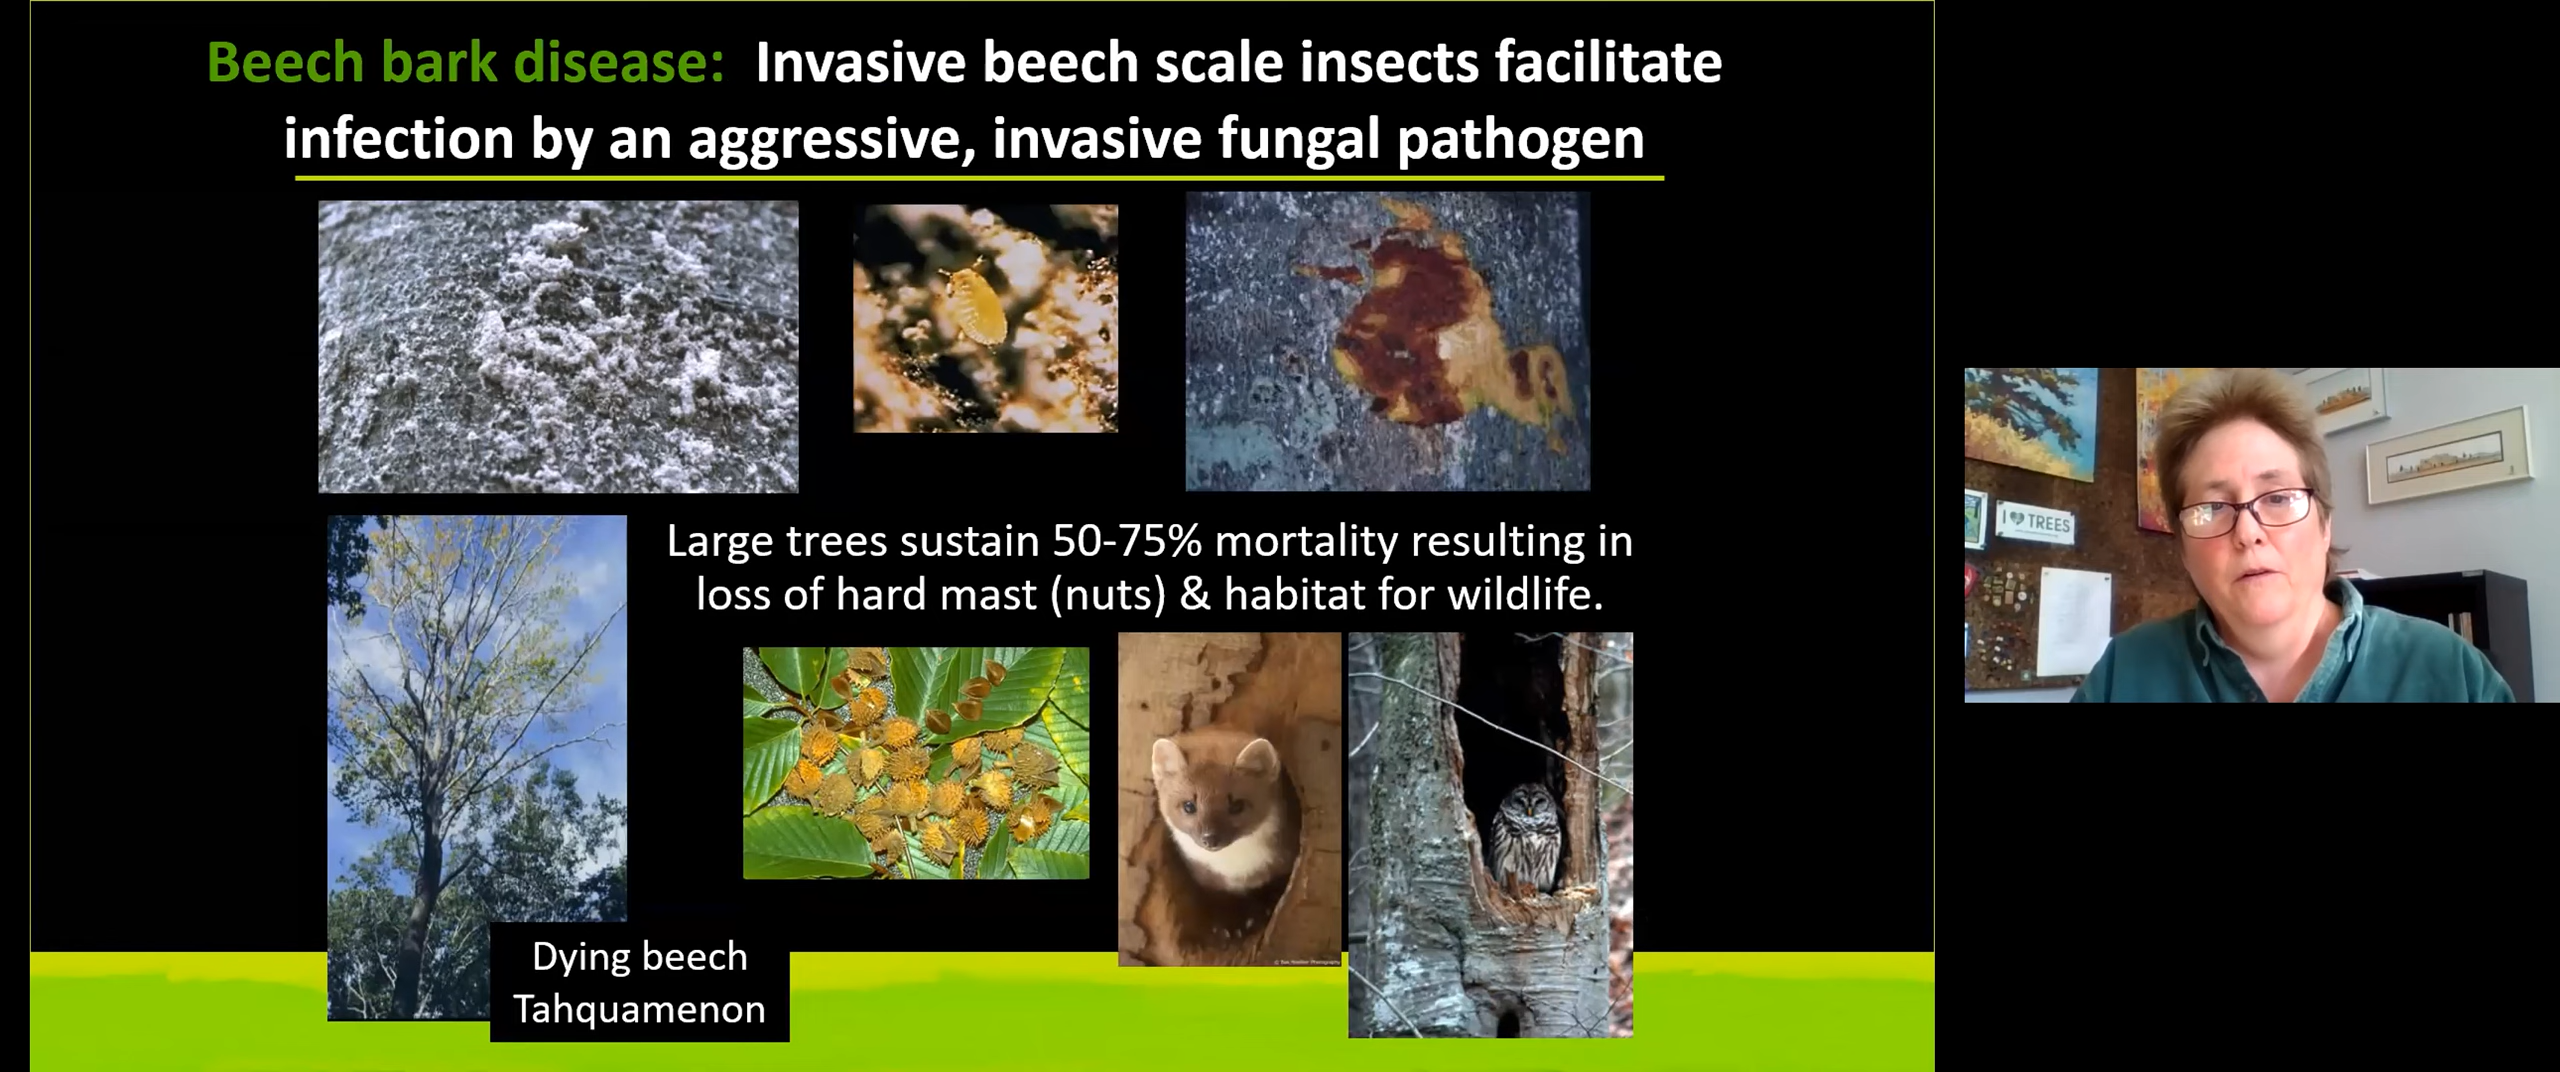 Beech bark disease: Invasive beech scale insects facilitate
infection by an aggressive, invasive fungal pathogen
Large trees sustain 50-75% mortality resulting in
loss of hard mast (nuts) & habitat for wildlife.
I TREES
Dying beech
Tahquamenon